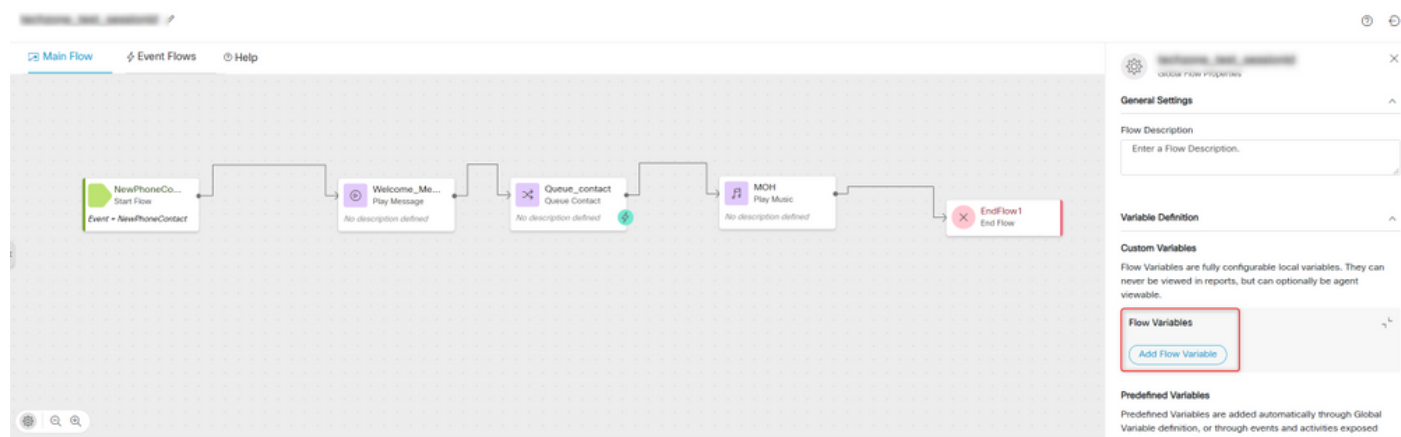 Main Flow
Event Flows
Help
NewPhoneCo...
Start Flow
Event = NewPhoneContact
Welcome_Me...
Play Message
No description defined
Queue_contact
Queue Contact
No description defined
MOH
Play Music
No description defined
EndFlow1
End Flow
Global Flow Properties
General Settings
Flow Description
Enter a Flow Description.
Variable Definition
Custom Variables
Flow Variables are fully configurable local variables. They can
never be viewed in reports, but can optionally be agent
viewable.
Flow Variables
Add Flow Variable
Predefined Variables
Predefined Variables are added automatically through Global
Variable definition, or through events and activities exposed